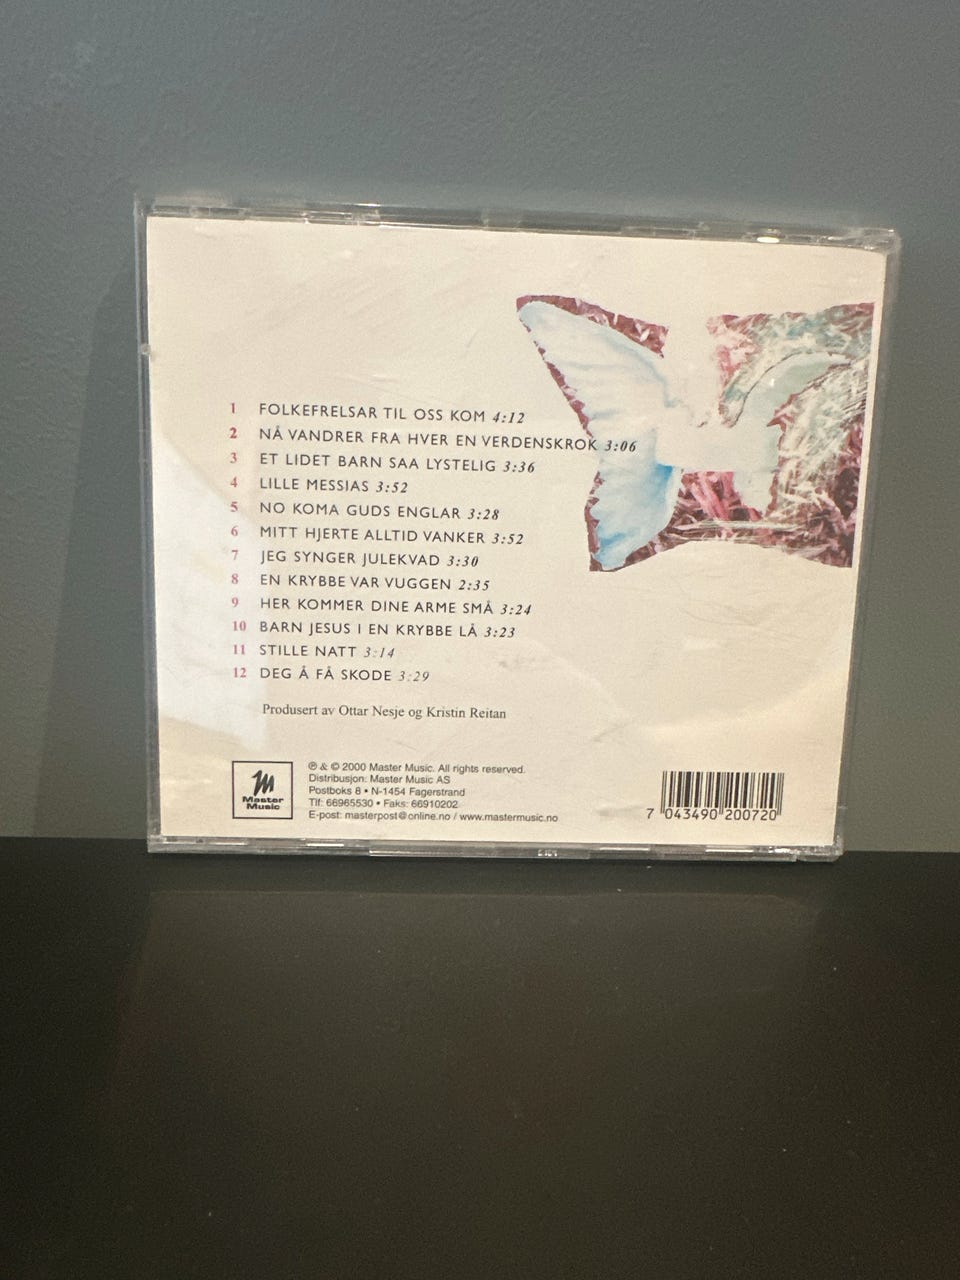 1 FOLKEFRELSAR TIL OSS KOM 4:12
2 NÅ VANDRER FRA HVER EN VERDENSKROK 3:06
3 ET LIDET BARN SAA LYSTELIG 3:36
4 LILLE MESSIAS 3:52
5 NO KOMA GUDS ENGLAR 3:28
6 MITT HJERTE ALLTID VANKER 3:52
7 JEG SYNGER JULEKVAD 3:30
8 EN KRYBBE VAR VUGGEN 2:35
9 HER KOMMER DINE ARME SMÅ 3:24
10 BARN JESUS I EN KRYBBE LÅ 3:23
11 STILLE NATT 3:14
12 DEG Å FÅ SKODE 3:29
Produsert av Ottar Nesje og Kristin Reitan
Master
Music
℗ & © 2000 Master Music. All rights reserved.
Distribusjon: Master Music AS
Postboks 8 • N-1454 Fagerstrand
Tlf: 66965530 • Faks: 66910202
E-post: masterpost@online.no / www.mastermusic.no
7 043490 200720